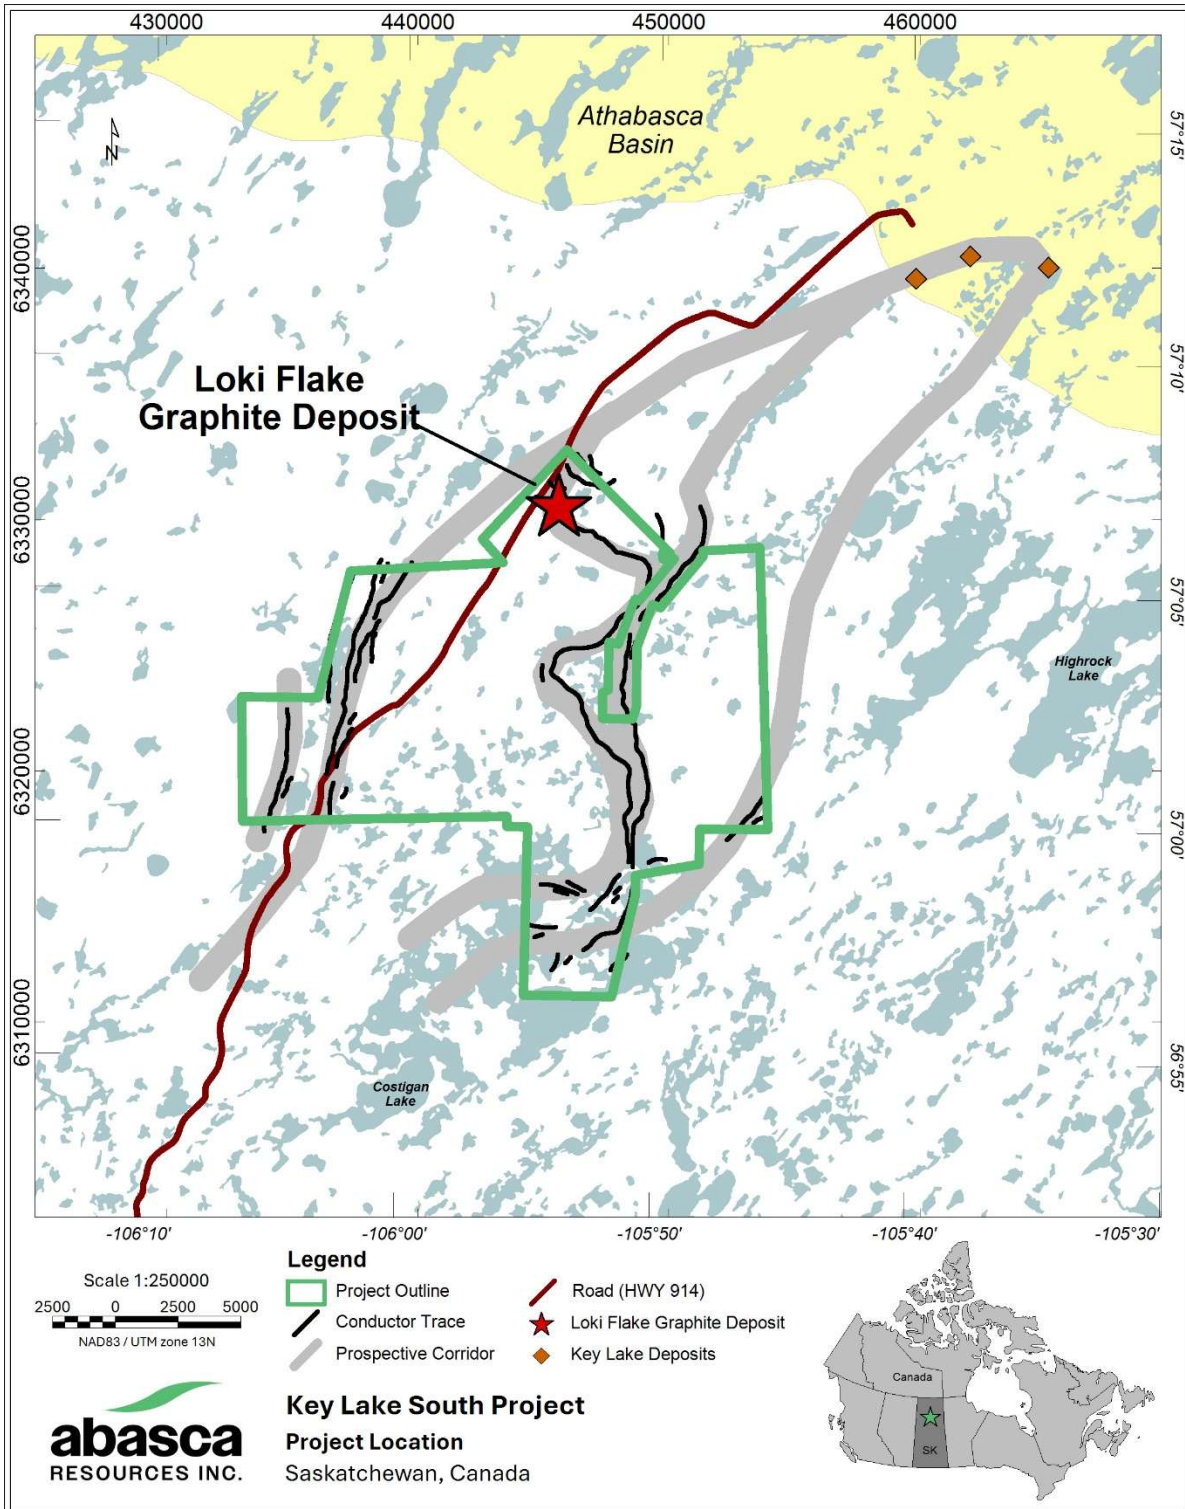 430000 440000 450000 460000
Athabasca
Basin
57°15'
N
6340000
57°10'
Loki Flake
Graphite Deposit
6330000
57°05'
Highrock
Lake
6320000
57°00'
6310000
56°55'
Costigan
Lake
-106°10' -106°00' -105°50' -105°40' -105°30'
Legend
Scale 1:250000
Project Outline
Road (HWY 914)
2500 0 2500 5000
Conductor Trace
Loki Flake Graphite Deposit
NAD83 / UTM zone 13N
Prospective Corridor
Key Lake Deposits
Canada
SK
abasca
RESOURCES INC.
Key Lake South Project
Project Location
Saskatchewan, Canada